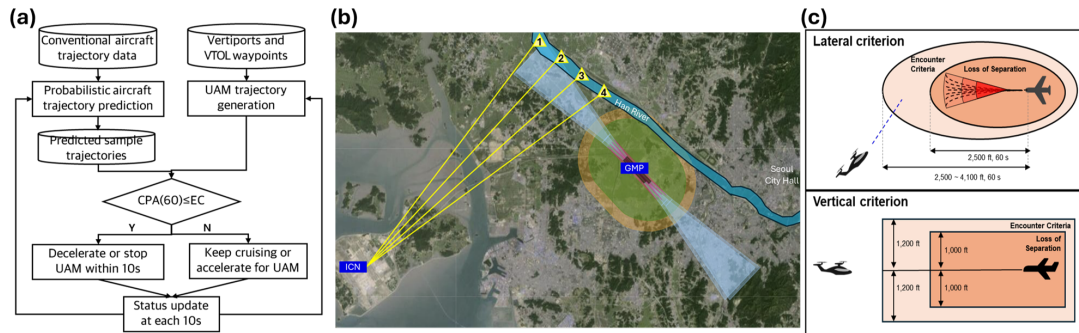 (a)
Conventional aircraft
trajectory data
Vertiports and
VTOL waypoints
Probabilistic aircraft
trajectory prediction
UAM trajectory
generation
Predicted sample
trajectories
CPA(60)≤EC
Y
N
Decelerate or stop
UAM within 10s
Keep cruising or
accelerate for UAM
Status update
at each 10s
(b)
1
2
3
4
Han River
GMP
Seoul
City Hall
ICN
(c)
Lateral criterion
Encounter
Criteria
Loss of Separation
2,500 ft, 60 s
2,500 ~ 4,100 ft, 60 s
Vertical criterion
Encounter Criteria
Loss of
Separation
1,200 ft
1,000 ft
1,200 ft
1,000 ft